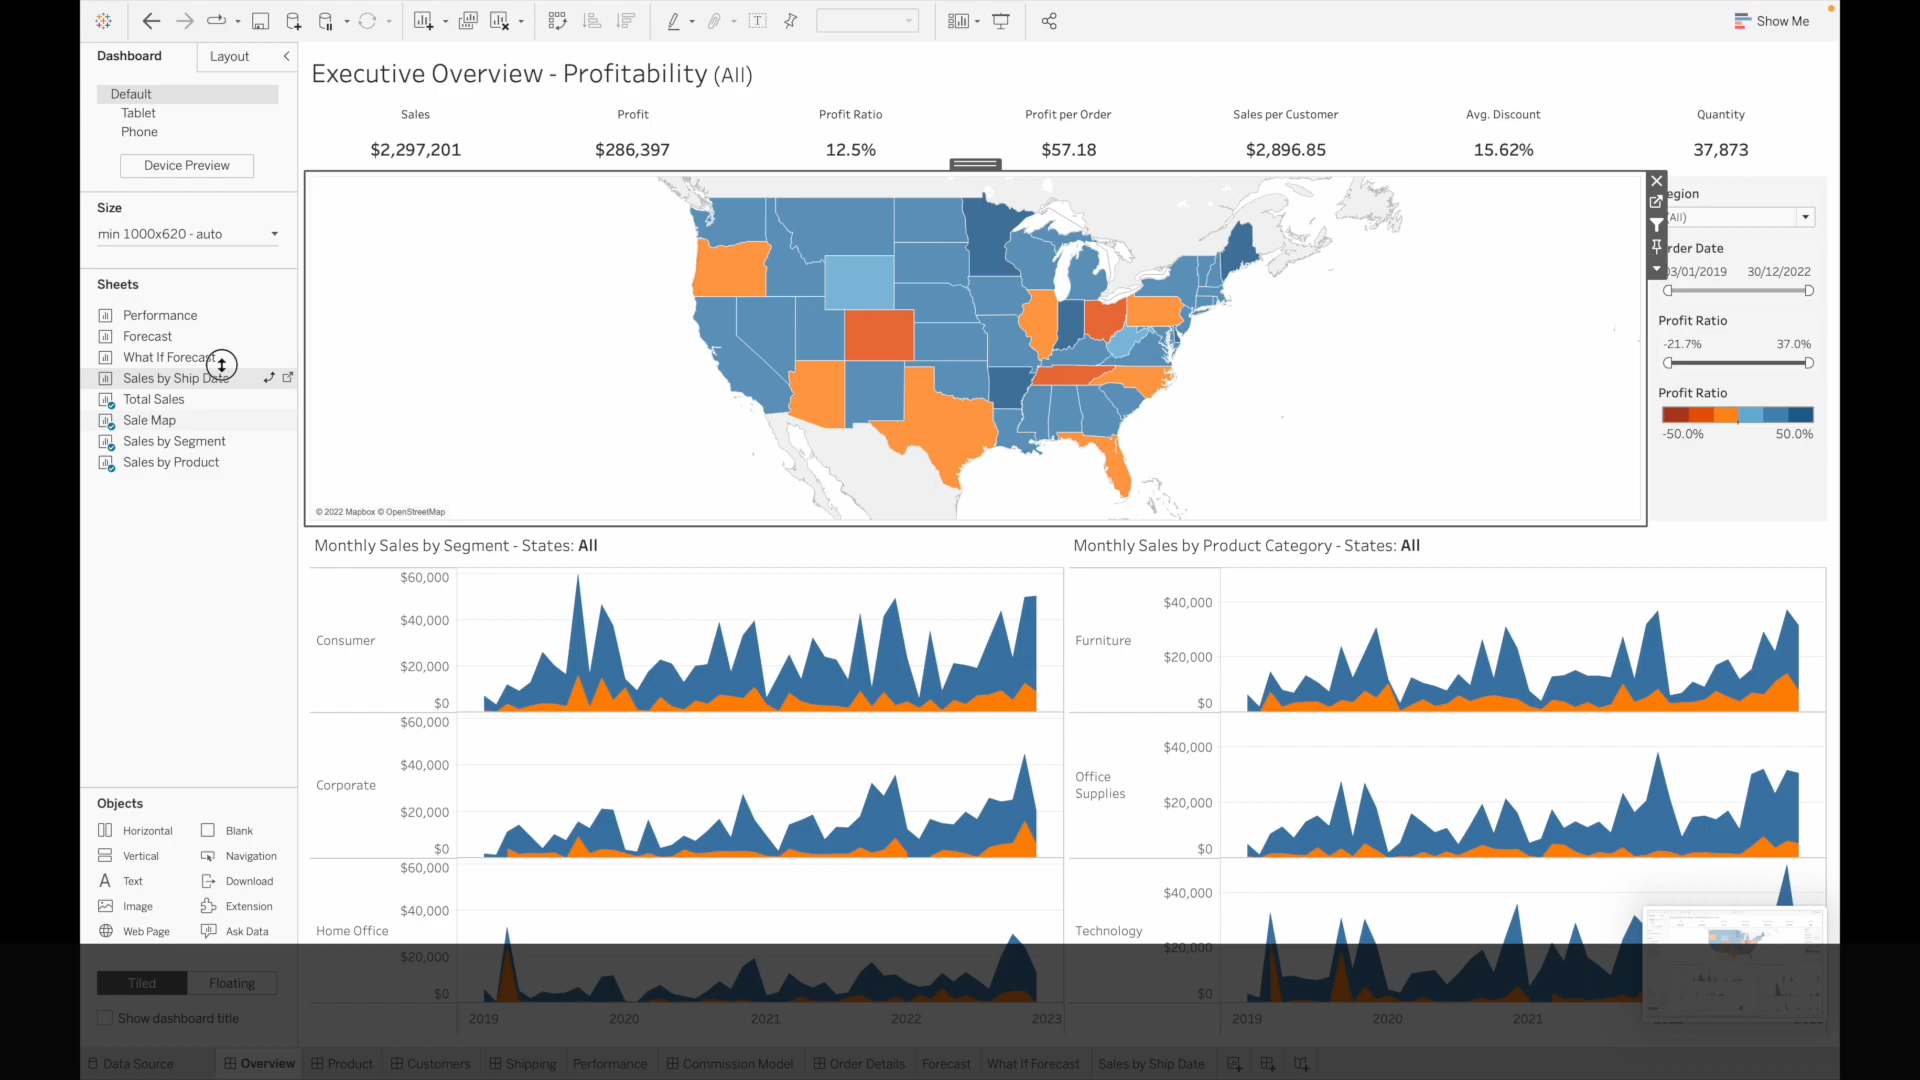 Show Me
Dashboard
Layout
Default
Tablet
Phone
Device Preview
Size
min 1000x620 - auto
Sheets
Performance
Forecast
What If Forecast
Sales by Ship Date
Total Sales
Sale Map
Sales by Segment
Sales by Product
Objects
Horizontal
Blank
Vertical
Navigation
Text
Download
Image
Extension
Web Page
Ask Data
Tiled
Floating
Show dashboard title
Executive Overview - Profitability (All)
Sales
Profit
Profit Ratio
Profit per Order
Sales per Customer
Avg. Discount
Quantity
$2,297,201
$286,397
12.5%
$57.18
$2,896.85
15.62%
37,873
© 2022 Mapbox © OpenStreetMap
egion
(All)
rder Date
03/01/2019
30/12/2022
Profit Ratio
-21.7%
37.0%
Profit Ratio
-50.0%
50.0%
Monthly Sales by Segment - States: All
$60,000
$40,000
Consumer
$20,000
$0
$60,000
$40,000
Corporate
$20,000
$0
$60,000
$40,000
Home Office
$20,000
$0
2019
2020
2021
2022
2023
Monthly Sales by Product Category - States: All
$40,000
Furniture
$20,000
$0
$40,000
Office
Supplies
$20,000
$0
$40,000
Technology
$20,000
$0
2019
2020
2021
Data Source
Overview
Product
Customers
Shipping
Performance
Commission Model
Order Details
Forecast
What If Forecast
Sales by Ship Date